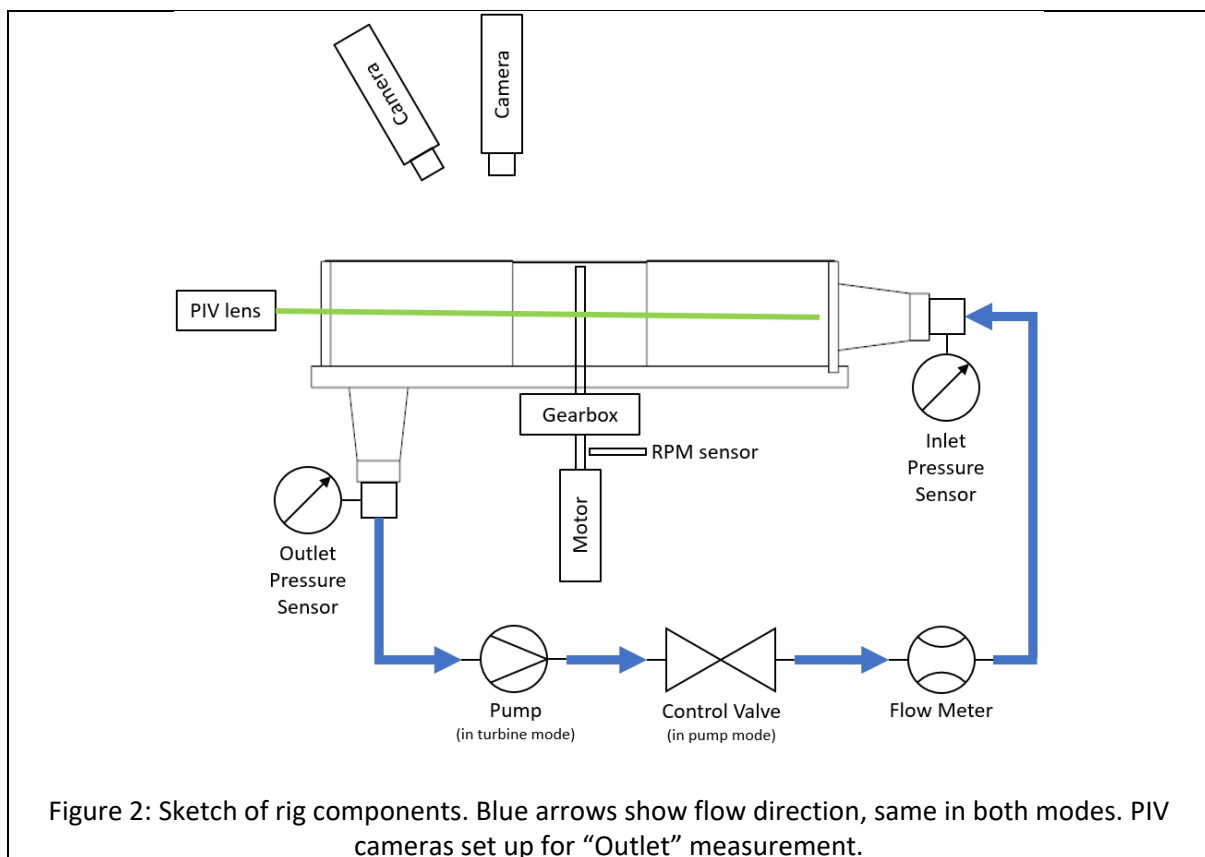 Camera
Camera
PIV lens
Gearbox
RPM sensor
Motor
Inlet
Pressure
Sensor
Outlet
Pressure
Sensor
Pump
(in turbine mode)
Control Valve
(in pump mode)
Flow Meter
Figure 2: Sketch of rig components. Blue arrows show flow direction, same in both modes. PIV
cameras set up for “Outlet” measurement.